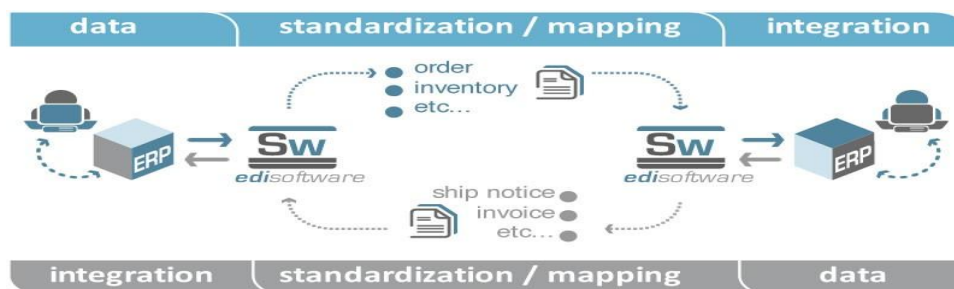 data standardization / mapping integration
order
inventory
etc...
ERP Sw Sw ERP
edisoftware edisoftware
ship notice
invoice
etc...
integration standardization / mapping data